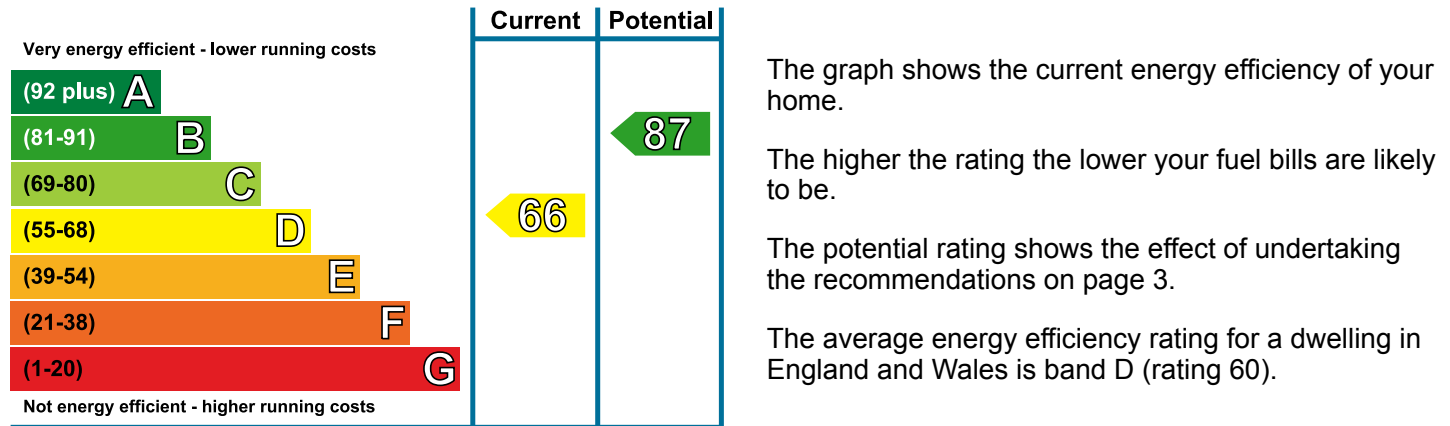 Current Potential
Very energy efficient - lower running costs
(92 plus) A
(81-91) B
87
(69-80) C
(55-68) D
66
(39-54) E
(21-38) F
(1-20) G
Not energy efficient - higher running costs
The graph shows the current energy efficiency of your
home.
The higher the rating the lower your fuel bills are likely
to be.
The potential rating shows the effect of undertaking
the recommendations on page 3.
The average energy efficiency rating for a dwelling in
England and Wales is band D (rating 60).